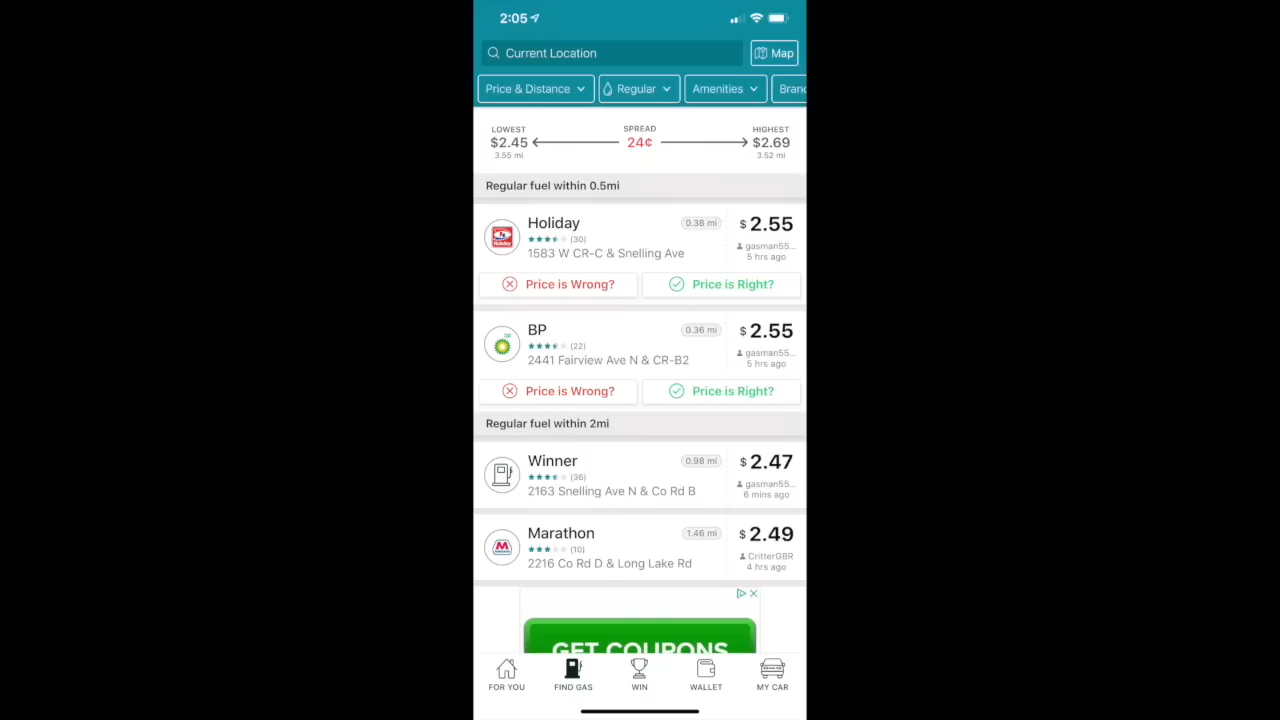 2:05
Current Location
Map
Price & Distance
Regular
Amenities
Branc
LOWEST
SPREAD
HIGHEST
$2.45
24¢
$2.69
3.55 mi
3.52 mi
Regular fuel within 0.5mi
Holiday
0.38 mi
$ 2.55
Holiday
(30)
gasman55...
1583 W CR-C & Snelling Ave
5 hrs ago
Price is Wrong?
Price is Right?
BP
0.36 mi
$ 2.55
bp
(22)
gasman55...
2441 Fairview Ave N & CR-B2
5 hrs ago
Price is Wrong?
Price is Right?
Regular fuel within 2mi
Winner
0.98 mi
$ 2.47
(36)
gasman55...
2163 Snelling Ave N & Co Rd B
6 mins ago
Marathon
1.46 mi
$ 2.49
(10)
CritterGBR
2216 Co Rd D & Long Lake Rd
4 hrs ago
GET COUPONS
FOR YOU
FIND GAS
WIN
WALLET
MY CAR